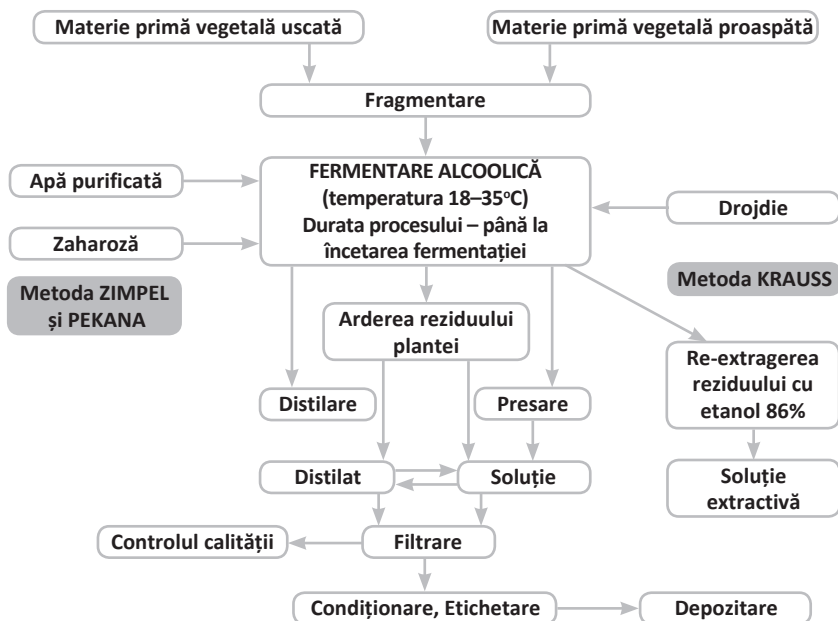 Materie primă vegetală uscată
Materie primă vegetală proaspătă
Fragmentare
Apă purificată
Zaharoză
FERMENTARE ALCOOLICĂ
(temperatura 18–35°C)
Durata procesului – până la
încetarea fermentației
Drojdie
Metoda ZIMPEL
și PEKANA
Metoda KRAUSS
Arderea reziduului
plantei
Re-extragerea
reziduului cu
etanol 86%
Distilare
Presare
Distilat
Soluție
Soluție
extractivă
Controlul calității
Filtrare
Condiționare, Etichetare
Depozitare